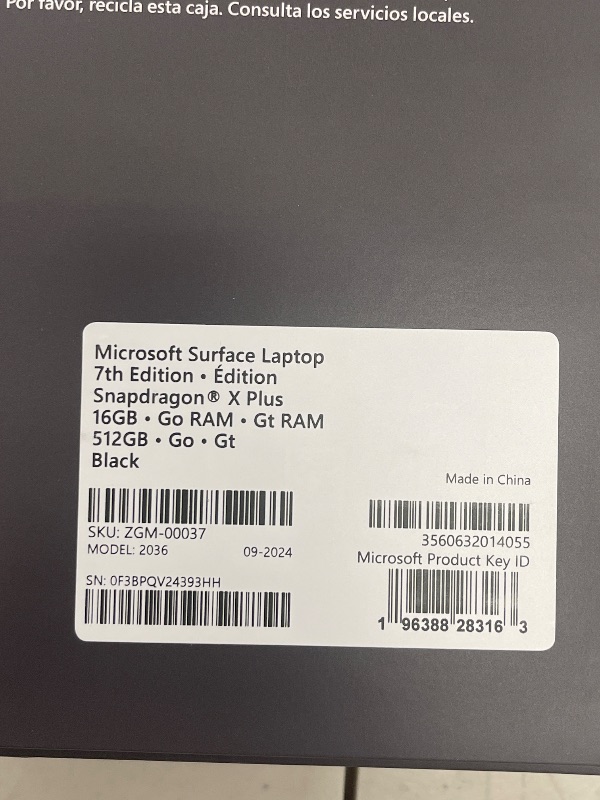 Por favor, recicla esta caja. Consulta los servicios locales.
Microsoft Surface Laptop
7th Edition • Édition
Snapdragon® X Plus
16GB • Go RAM • Gt RAM
512GB • Go • Gt
Black
Made in China
SKU: ZGM-00037
MODEL: 2036 09-2024
3560632014055
Microsoft Product Key ID
SN: 0F3BPQV24393HH
1 96388 28316 3